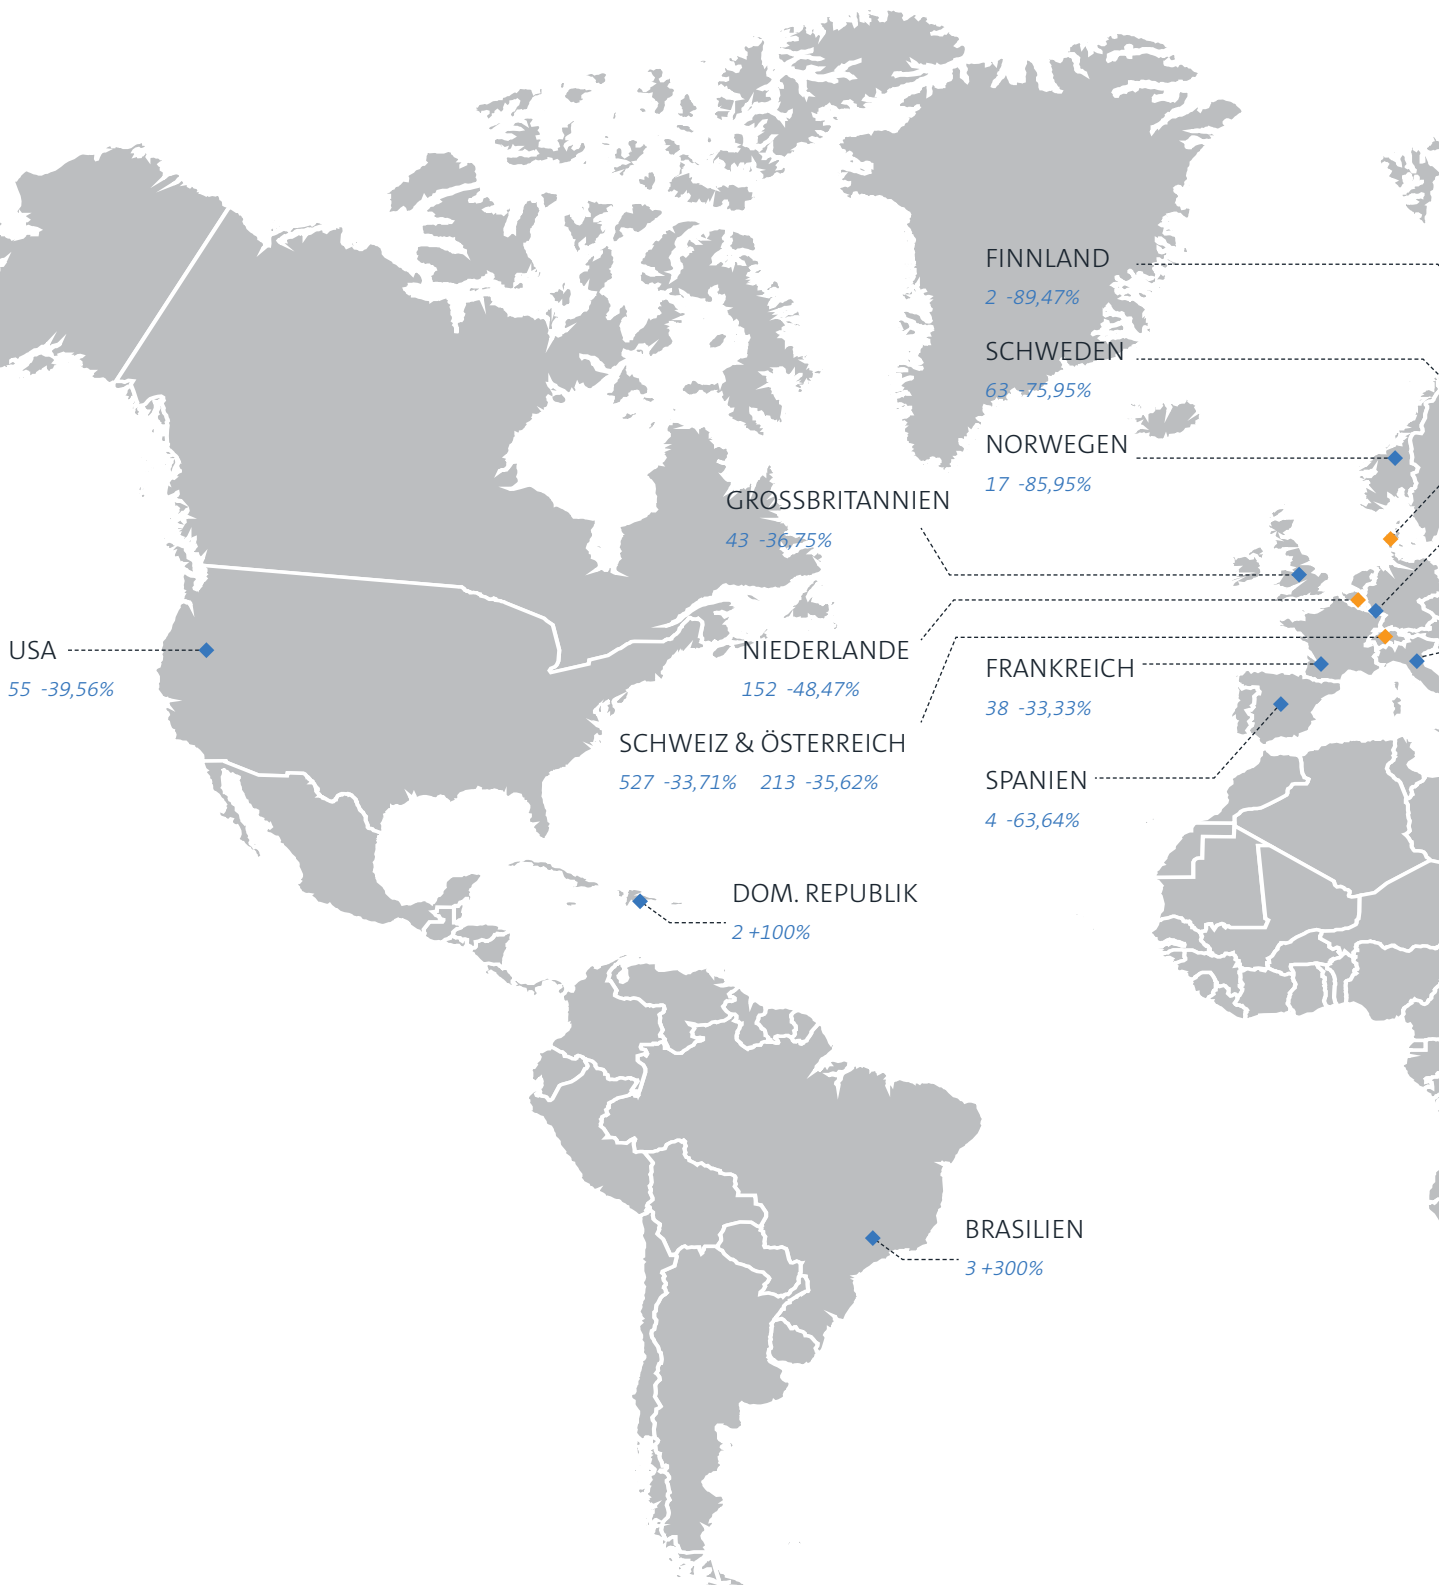 FINNLAND
2 -89,47%
SCHWEDEN
63 -75,95%
NORWEGEN
17 -85,95%
GROSSBRITANNIEN
43 -36,75%
USA
55 -39,56%
NIEDERLANDE
152 -48,47%
FRANKREICH
38 -33,33%
SCHWEIZ & ÖSTERREICH
527 -33,71% 213 -35,62%
SPANIEN
4 -63,64%
DOM. REPUBLIK
2 +100%
BRASILIEN
3 +300%